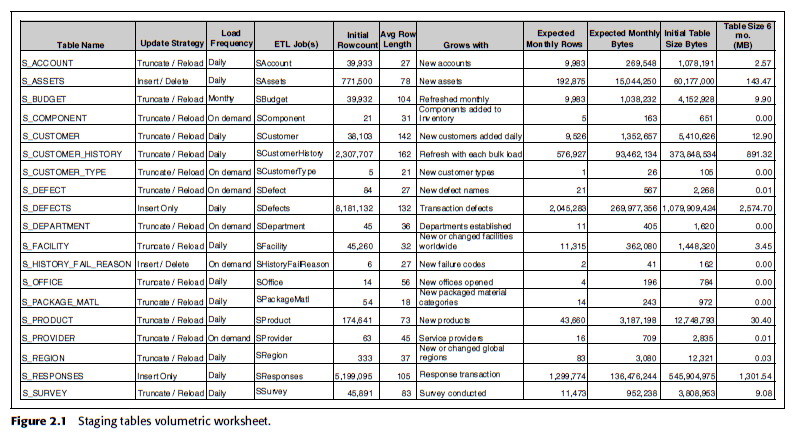 Table Name Update Strategy Load Frequency ETL Job(s) Initial Rowcount Avg Row Length Grows with Expected Monthly Rows Expected Monthly Bytes Initial Table Size Bytes Table Size 6 mo. (MB)
S_ACCOUNT Truncate / Reload Daily SAccount 39,933 27 New accounts 9,983 269,548 1,078,191 2.57
S_ASSETS Insert / Delete Daily SAssets 771,500 78 New assets 192,875 15,044,250 60,177,000 143.47
S_BUDGET Truncate / Reload Monthy SBudget 39,932 104 Refreshed monthly 9,983 1,038,232 4,152,928 9.90
S_COMPONENT Truncate / Reload On demand SComponent 21 31 Components added to Inventory 5 163 651 0.00
S_CUSTOMER Truncate / Reload Daily SCustomer 38,103 142 New customers added daily 9,526 1,352,657 5,410,626 12.90
S_CUSTOMER_HISTORY Truncate / Reload Daily SCustomerHistory 2,307,707 162 Refresh with each bulk load 576,927 93,462,134 373,848,534 891.32
S_CUSTOMER_TYPE Truncate / Reload On demand SCustomerType 5 21 New customer types 1 26 105 0.00
S_DEFECT Truncate / Reload On demand SDefect 84 27 New defect names 21 567 2,268 0.01
S_DEFECTS Insert Only Daily SDefects 8,181,132 132 Transaction defects 2,045,283 269,977,356 1,079,909,424 2,574.70
S_DEPARTMENT Truncate / Reload On demand SDepartment 45 36 Departments established 11 405 1,620 0.00
S_FACILITY Truncate / Reload Daily SFacility 45,260 32 New or changed facilities worldwide 11,315 362,080 1,448,320 3.45
S_HISTORY_FAIL_REASON Insert / Delete On demand SHistoryFailReason 6 27 New failure codes 2 41 162 0.00
S_OFFICE Truncate / Reload Daily SOffice 14 56 New offices opened 4 196 784 0.00
S_PACKAGE_MATL Truncate / Reload Daily SPackageMatl 54 18 New packaged material categories 14 243 972 0.00
S_PRODUCT Truncate / Reload Daily SProduct 174,641 73 New products 43,660 3,187,198 12,748,793 30.40
S_PROVIDER Truncate / Reload On demand SProvider 63 45 Service providers 16 709 2,835 0.01
S_REGION Truncate / Reload Daily SRegion 333 37 New or changed global regions 83 3,080 12,321 0.03
S_RESPONSES Insert Only Daily SResponses 5,199,095 105 Response transaction 1,299,774 136,476,244 545,904,975 1,301.54
S_SURVEY Truncate / Reload Daily SSurvey 45,891 83 Survey conducted 11,473 952,238 3,808,953 9.08
Figure 2.1 Staging tables volumetric worksheet.